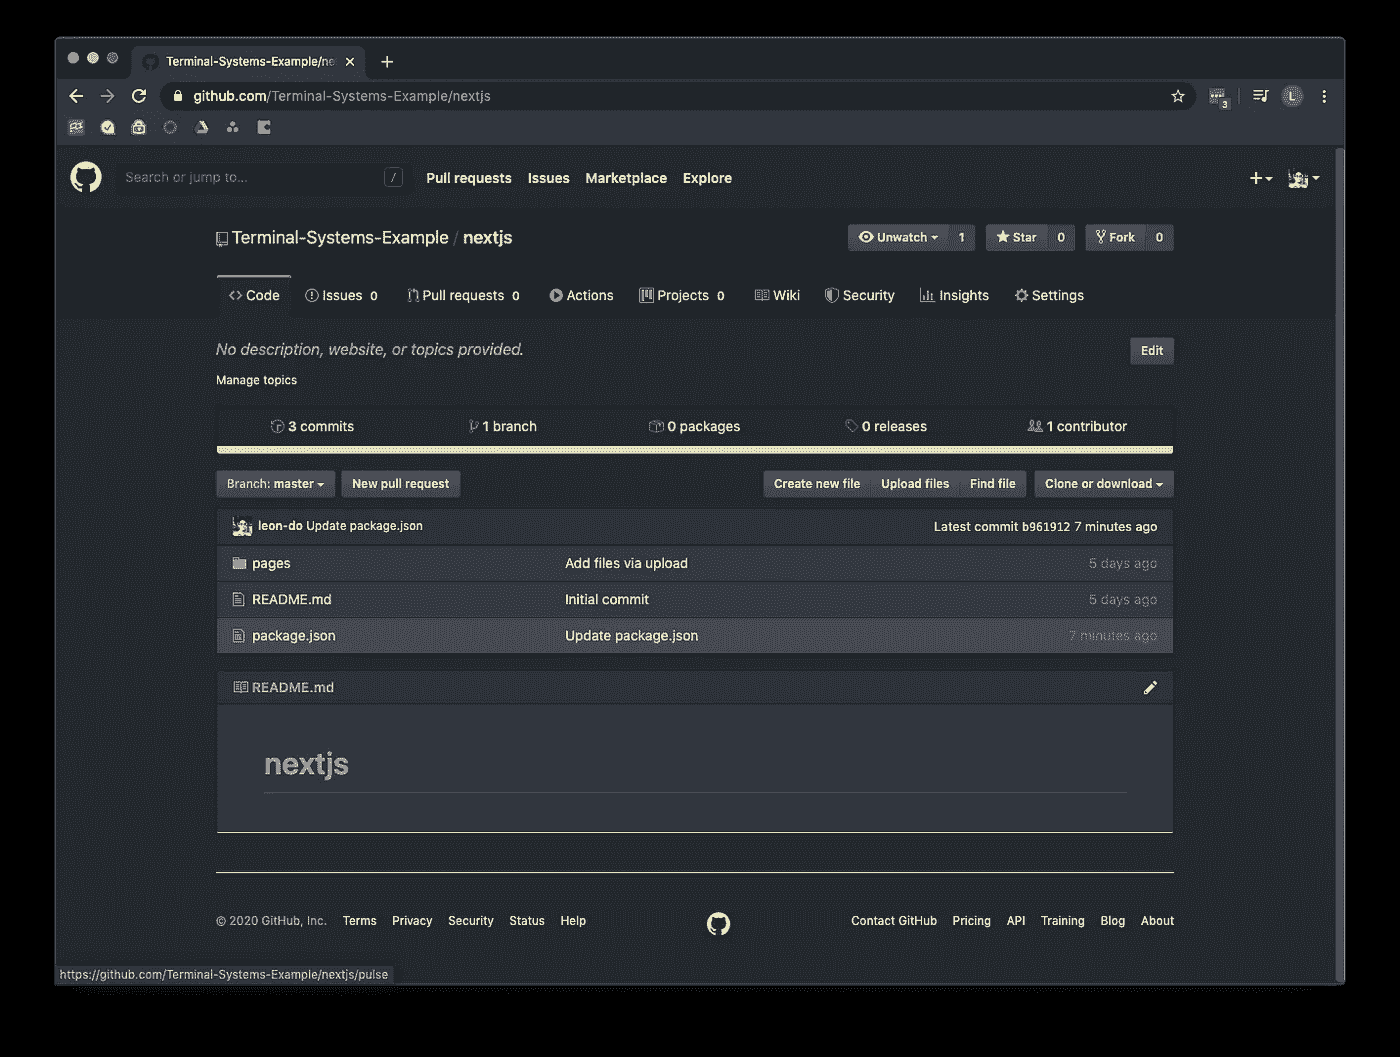 Terminal-Systems-Example/ne
github.com/Terminal-Systems-Example/nextjs
3
L
Search or jump to...
/
Pull requests Issues Marketplace Explore
Terminal-Systems-Example / nextjs
Unwatch 1 Star 0 Fork 0
Code Issues 0 Pull requests 0 Actions Projects 0 Wiki Security Insights Settings
No description, website, or topics provided.
Edit
Manage topics
3 commits 1 branch 0 packages 0 releases 1 contributor
Branch: master New pull request Create new file Upload files Find file Clone or download
leon-do Update package.json Latest commit b961912 7 minutes ago
pages Add files via upload 5 days ago
README.md Initial commit 5 days ago
package.json Update package.json 7 minutes ago
README.md
nextjs
© 2020 GitHub, Inc. Terms Privacy Security Status Help Contact GitHub Pricing API Training Blog About
https://github.com/Terminal-Systems-Example/nextjs/pulse